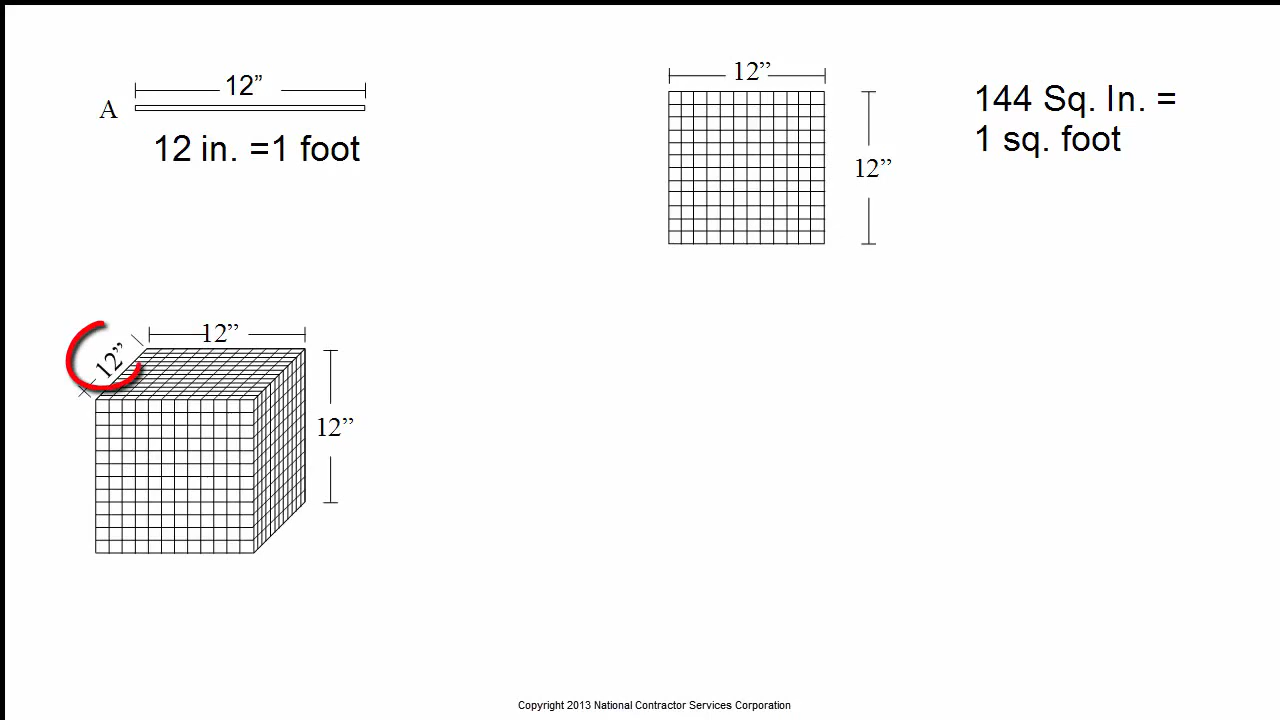 12”
A
12 in. =1 foot
12”
12”
144 Sq. In. =
1 sq. foot
12”
12”
12”
Copyright 2013 National Contractor Services Corporation